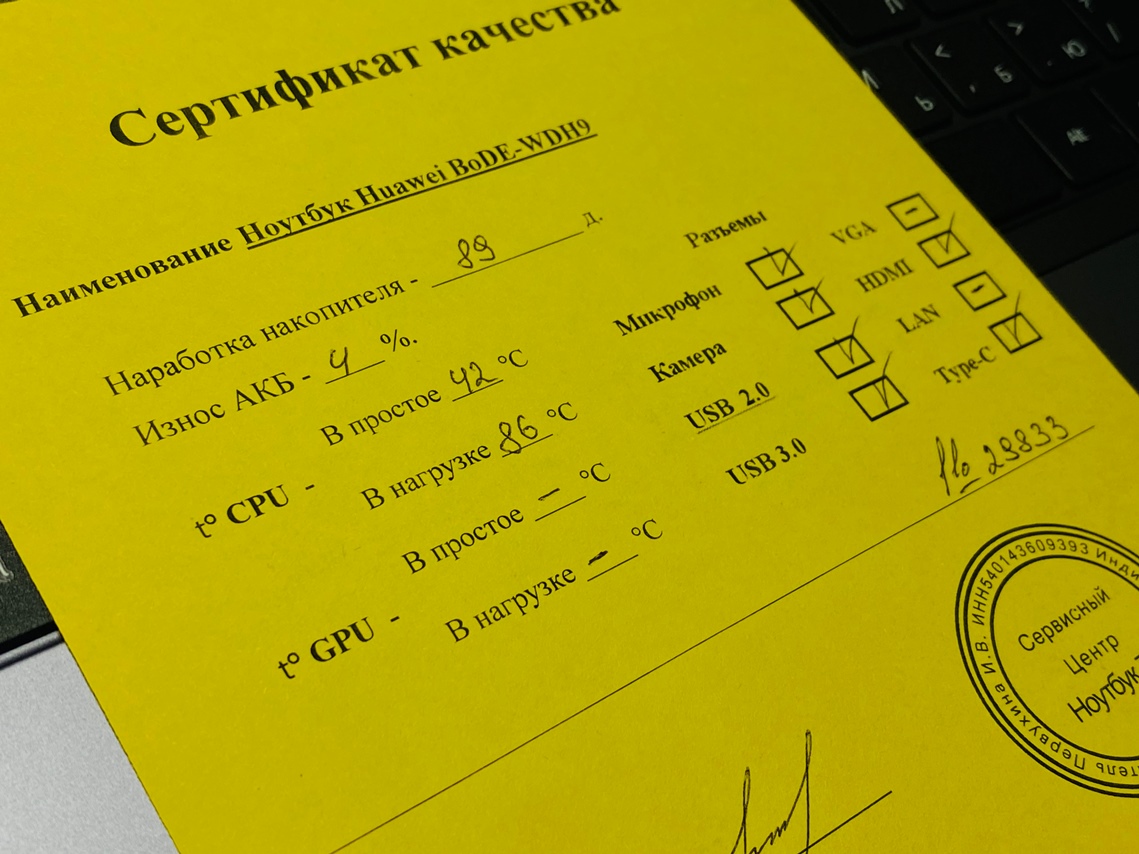 Сертификат качества
Наименование Ноутбук Huawei BoDE-WDH9
Наработка накопителя - 89 д.
Износ АКБ - 4 %.
t° CPU -
В простое 42 °C
В нагрузке 86 °C
t° GPU -
В простое – °C
В нагрузке – °C
Разъемы
Микрофон
Камера
USB 2.0
USB 3.0
VGA -
HDMI
LAN -
Type-C
29833
И.В. ИНН540143609393
Первухина
Сервисный
Центр
Ноутбук
Л
<
Б
,
>
Ю
.
Ь